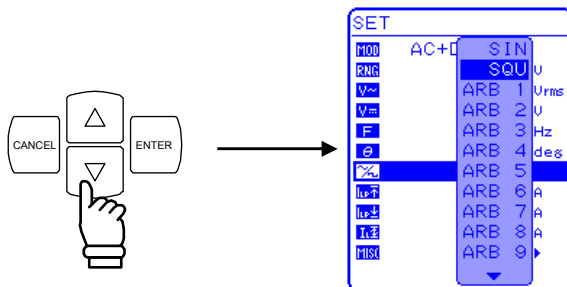 CANCEL
ENTER
SET
MOD AC+D SIN
RNG SQU V
V~ ARB 1 Vrms
V= ARB 2 V
F ARB 3 Hz
θ ARB 4 deg
ARB 5
ARB 6 A
ARB 7 A
ARB 8 A
MISC ARB 9